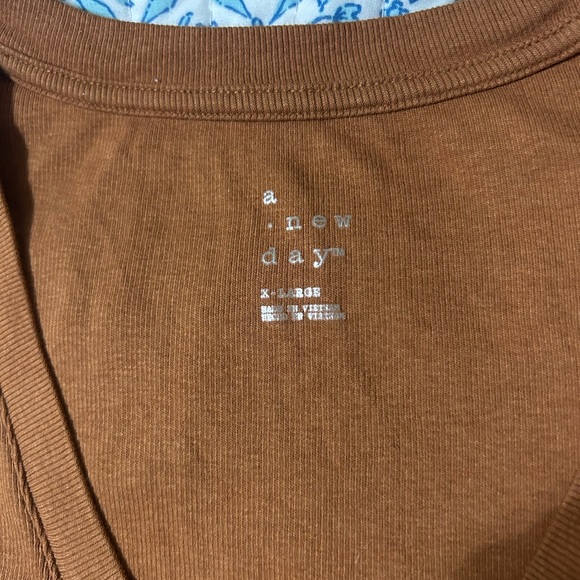 a
. new
day™
X-LARGE
MADE IN VIETNAM
HECHO EN VIETNAM